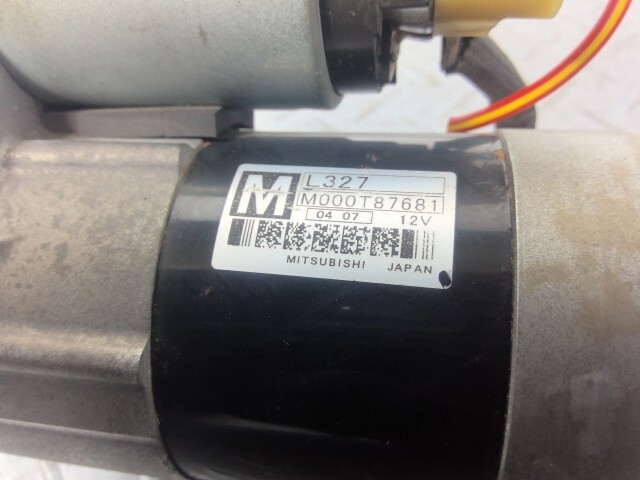 M
L327
M000T87681
04 07 12V
MITSUBISHI JAPAN